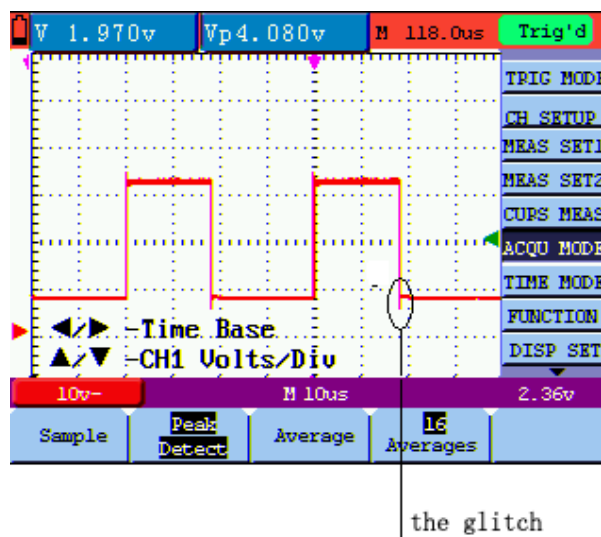 V 1.970v Vp4.080v M 118.0us Trig'd
TRIG MODE
CH SETUP
MEAS SET1
MEAS SET2
CUPS MEAS
ACQU MODE
TIME MODE
FUNCTION
DISP SET
◀/▶ -Time Base
▲/▼ -CH1 Volts/Div
10v- M 10us 2.36v
Sample Peak Detect Average 16 Averages
the glitch